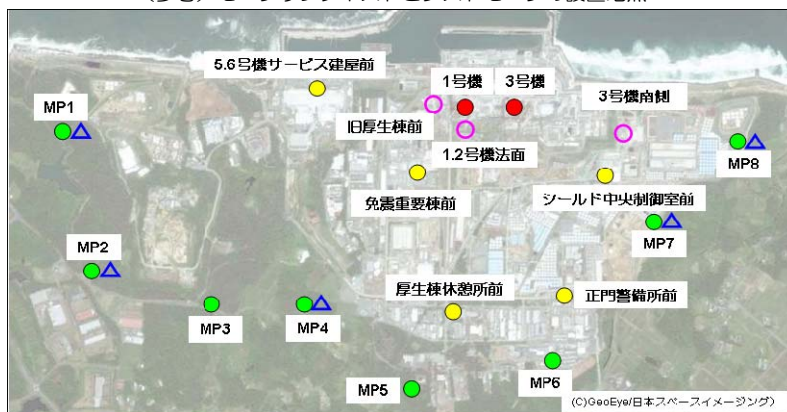 5.6号機サービス建屋前
1号機
3号機
MP1
3号機南側
旧厚生棟前
1.2号機法面
MP8
免震重要棟前
シールド中央制御室前
MP7
MP2
厚生棟休憩所前
正門警備所前
MP3
MP4
MP6
MP5
(C)GeoEye/日本スペースイメージング)